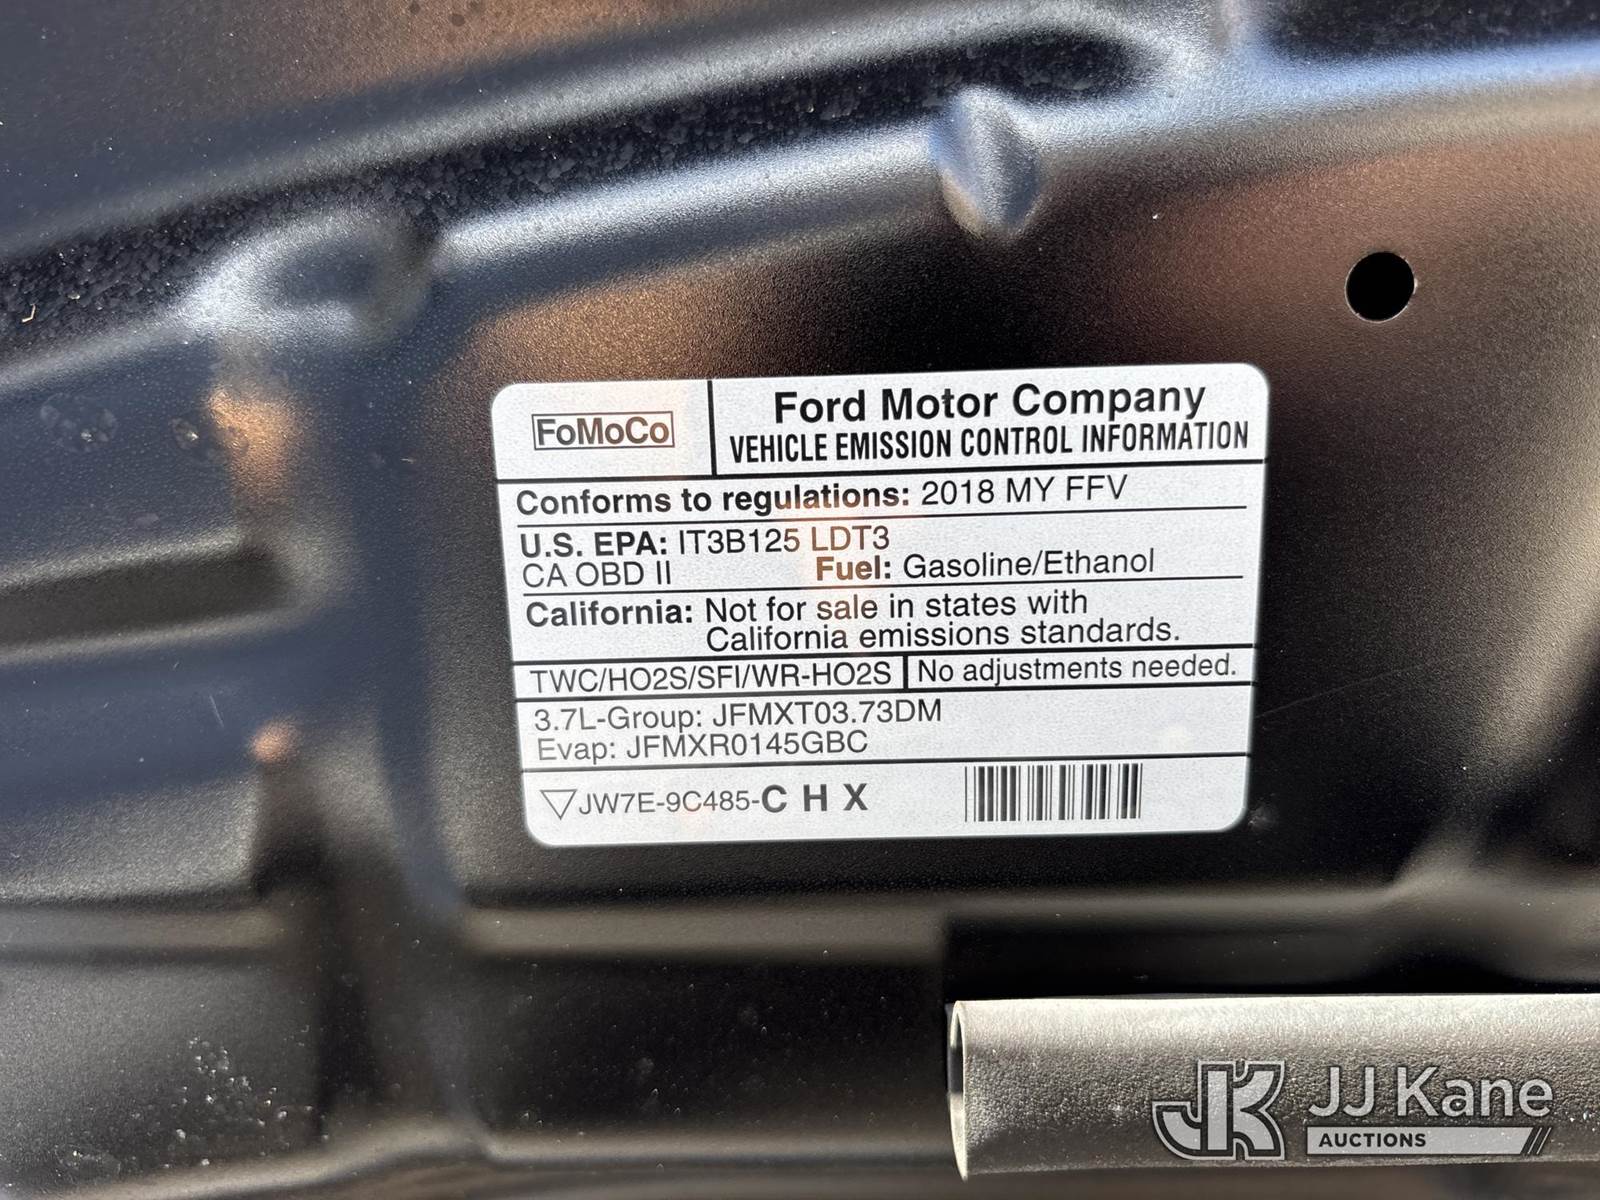 FoMoCo
Ford Motor Company
VEHICLE EMISSION CONTROL INFORMATION
Conforms to regulations: 2018 MY FFV
U.S. EPA: IT3B125 LDT3
CA OBD II Fuel: Gasoline/Ethanol
California: Not for sale in states with
California emissions standards.
TWC/HO2S/SFI/WR-HO2S No adjustments needed.
3.7L-Group: JFMXT03.73DM
Evap: JFMXR0145GBC
JW7E-9C485-C H X
JK JJ Kane
AUCTIONS